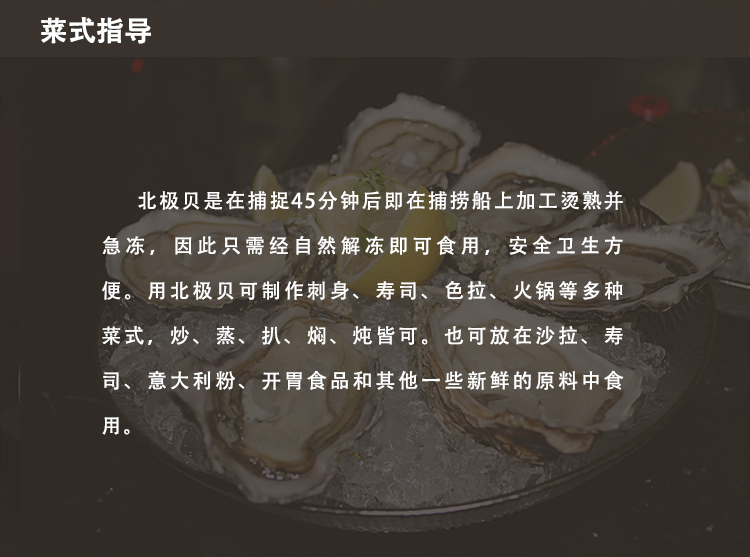 菜式指导
北极贝是在捕捉45分钟后即在捕捞船上加工烫熟并
急冻，因此只需经自然解冻即可食用，安全卫生方
便。用北极贝可制作刺身、寿司、色拉、火锅等多种
菜式，炒、蒸、扒、焖、炖皆可。也可放在沙拉、寿
司、意大利粉、开胃食品和其他一些新鲜的原料中食
用。